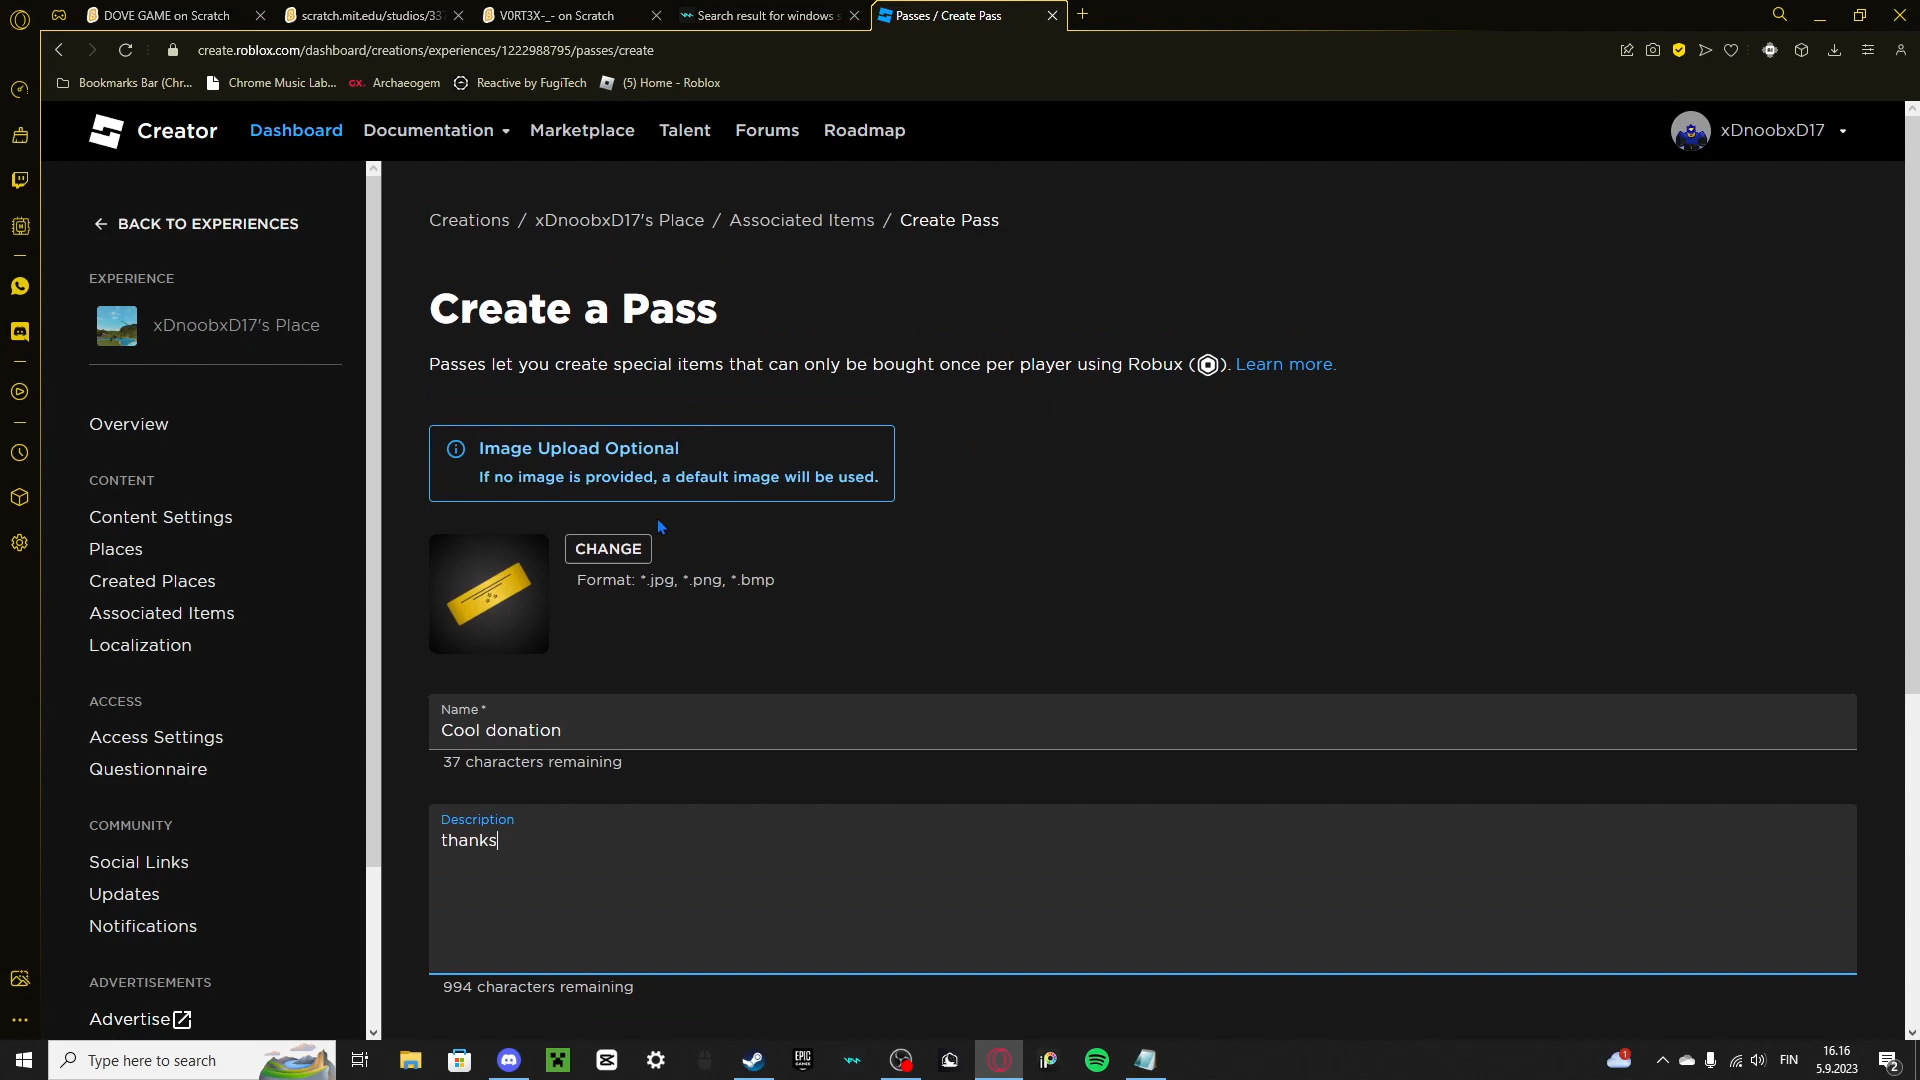 DOVE GAME on Scratch
scratch.mit.edu/studios/337
V0RT3X-_- on Scratch
Search result for windows s
Passes / Create Pass
create.roblox.com/dashboard/creations/experiences/1222988795/passes/create
Bookmarks Bar (Chr...
Chrome Music Lab...
GX. Archaeogem
Reactive by FugiTech
(5) Home - Roblox
Creator
Dashboard
Documentation
Marketplace
Talent
Forums
Roadmap
xDnoobxD17
BACK TO EXPERIENCES
EXPERIENCE
xDnoobxD17's Place
Overview
CONTENT
Content Settings
Places
Created Places
Associated Items
Localization
ACCESS
Access Settings
Questionnaire
COMMUNITY
Social Links
Updates
Notifications
ADVERTISEMENTS
Advertise
Creations / xDnoobxD17's Place / Associated Items / Create Pass
Create a Pass
Passes let you create special items that can only be bought once per player using Robux ( ). Learn more.
Image Upload Optional
If no image is provided, a default image will be used.
CHANGE
Format: *.jpg, *.png, *.bmp
Name *
Cool donation
37 characters remaining
Description
thanks
994 characters remaining
Type here to search
EPIC GAMES
1
FIN
16.16
5.9.2023
2